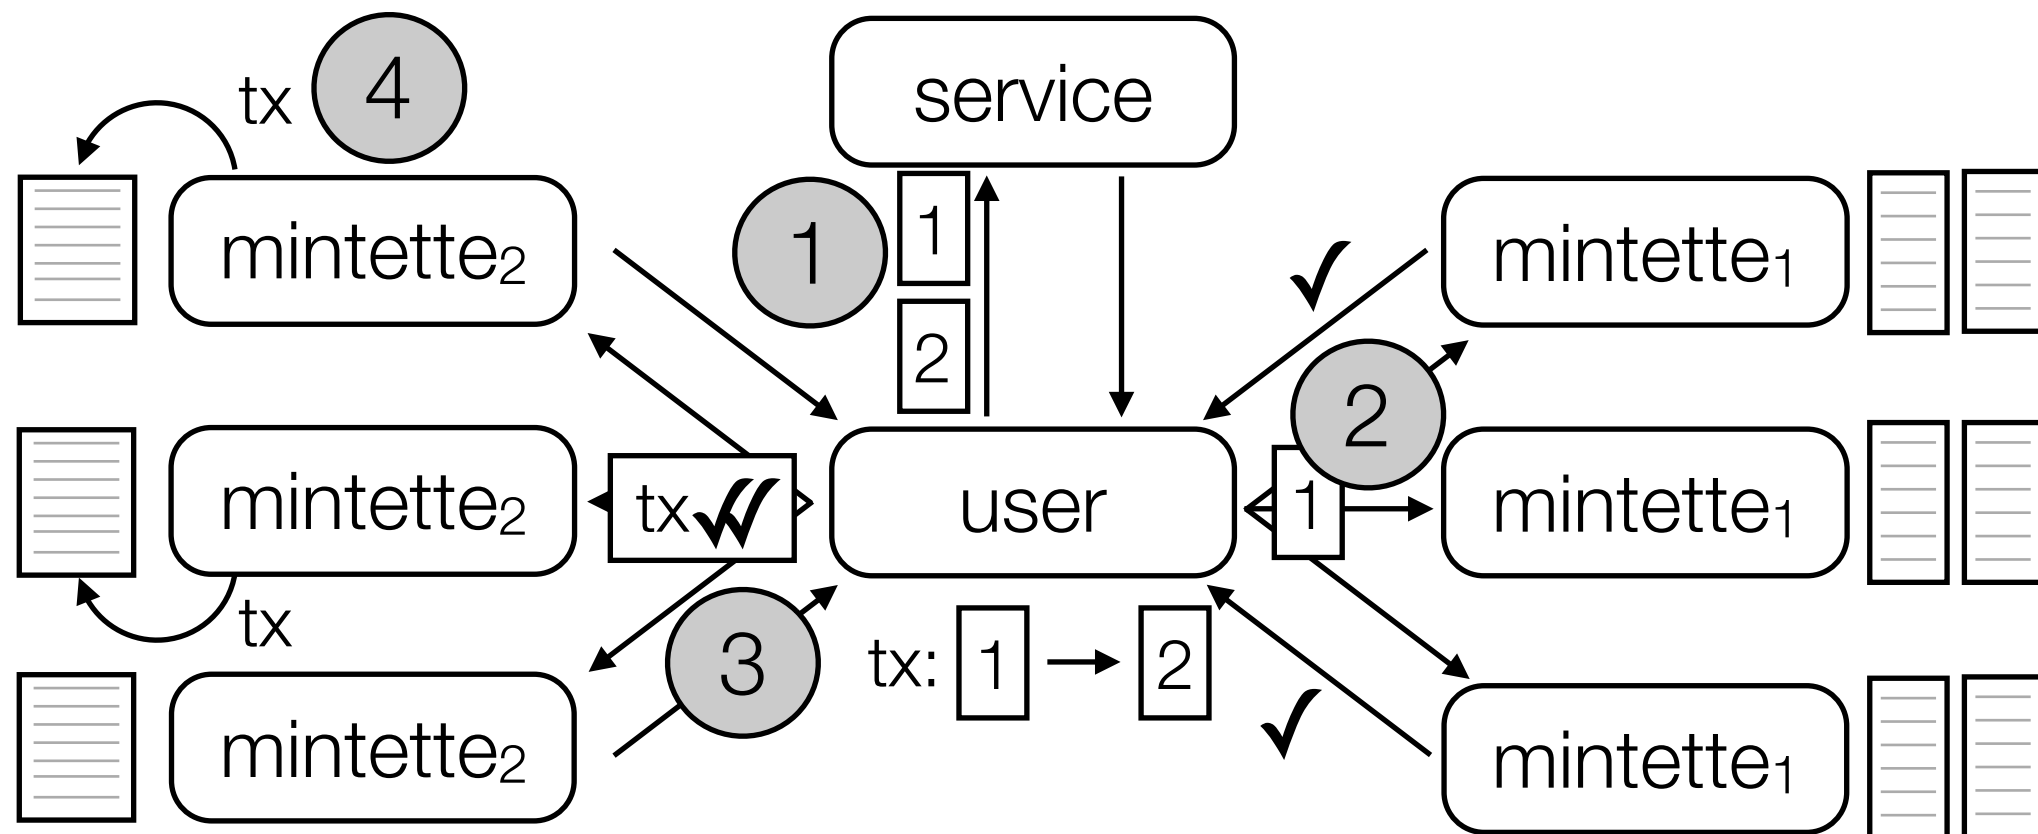 tx
4
service
mintette2
1
1
2
mintette1
2
mintette2
tx✓✓
user
1
mintette1
tx
3
tx: 1 → 2
mintette2
mintette1